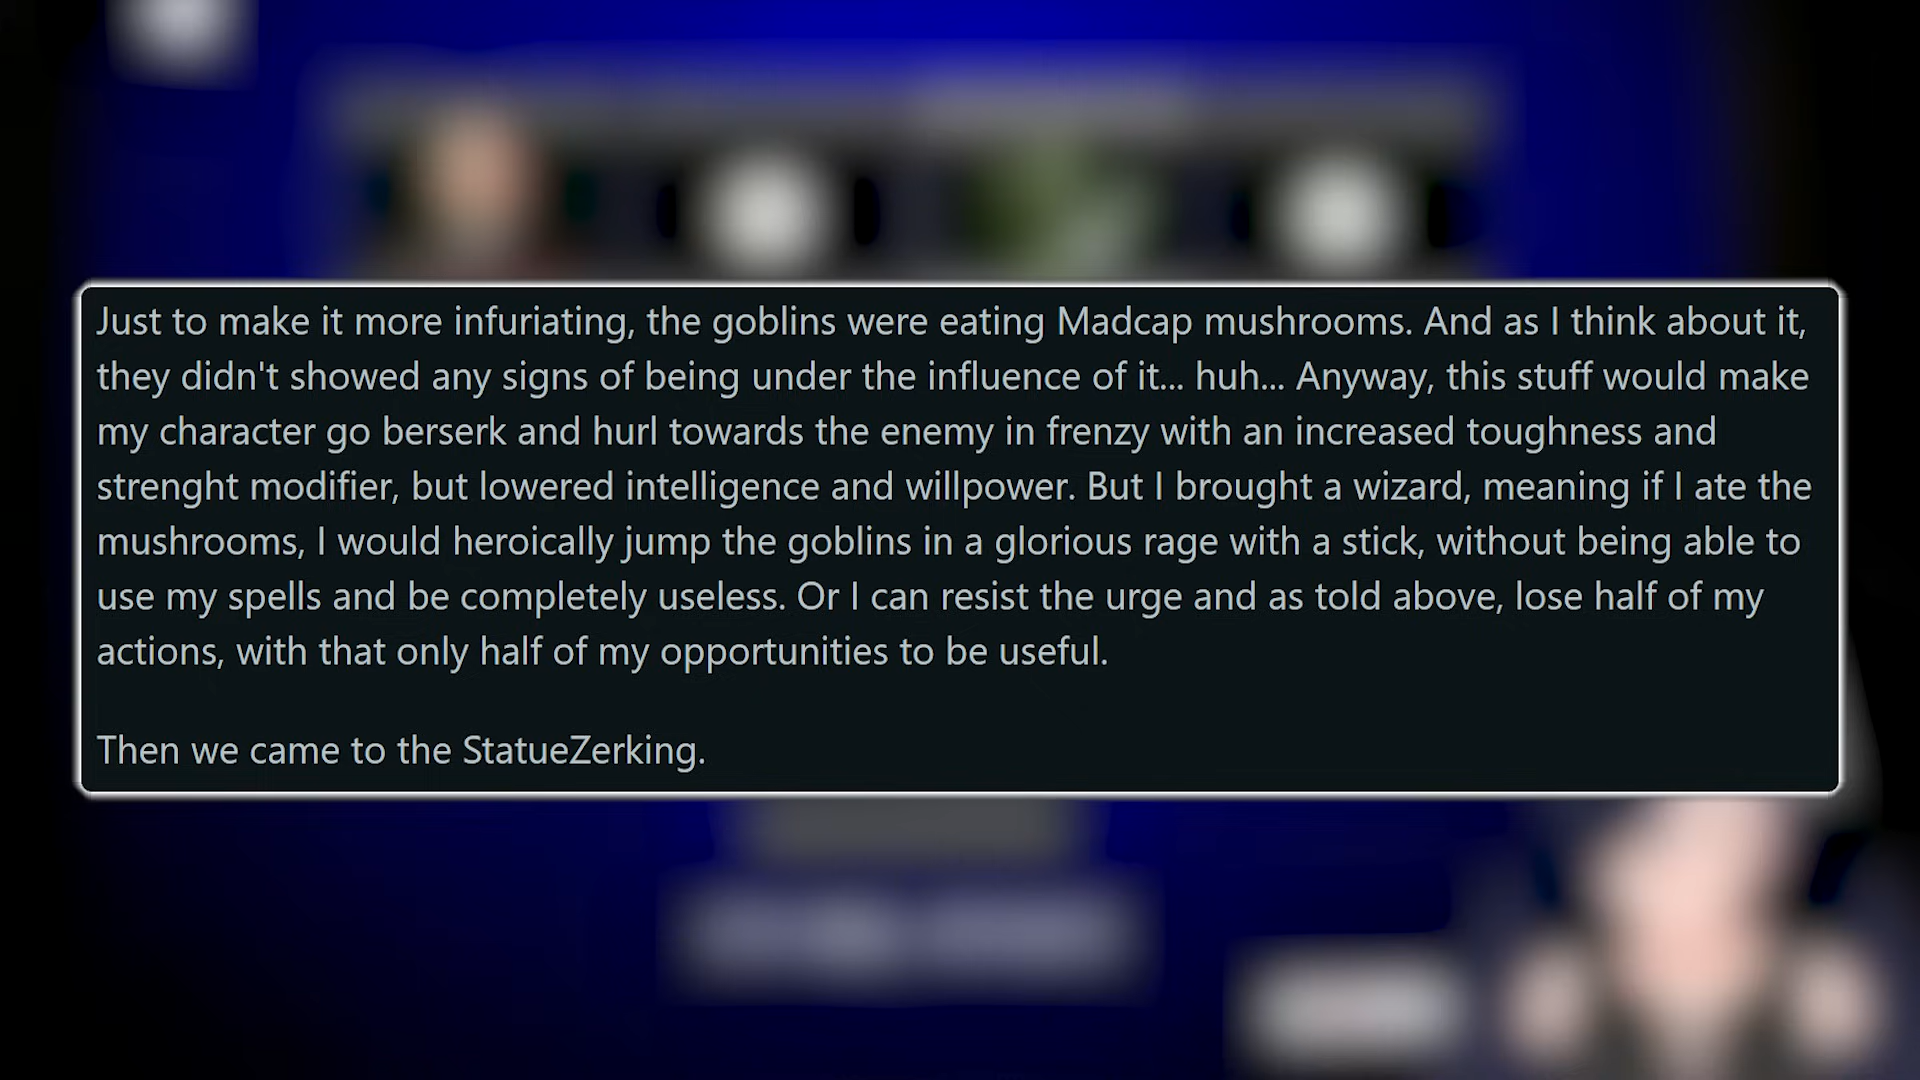 Just to make it more infuriating, the goblins were eating Madcap mushrooms. And as I think about it,
they didn't showed any signs of being under the influence of it... huh... Anyway, this stuff would make
my character go berserk and hurl towards the enemy in frenzy with an increased toughness and
strenght modifier, but lowered intelligence and willpower. But I brought a wizard, meaning if I ate the
mushrooms, I would heroically jump the goblins in a glorious rage with a stick, without being able to
use my spells and be completely useless. Or I can resist the urge and as told above, lose half of my
actions, with that only half of my opportunities to be useful.
Then we came to the StatueZerking.